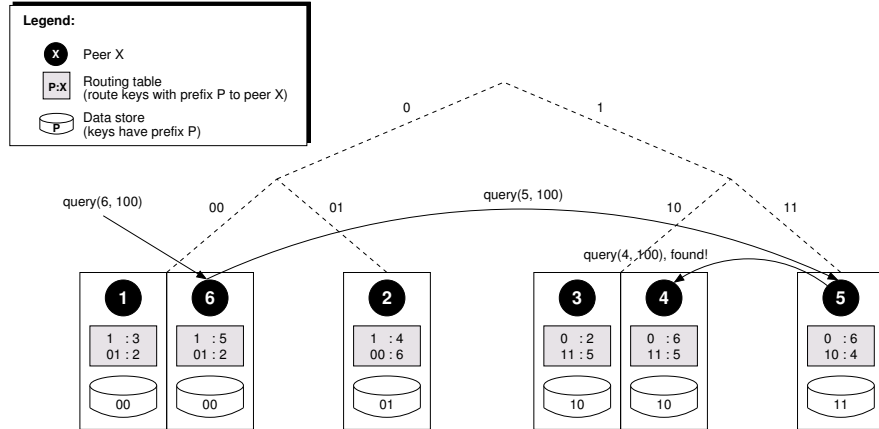 Legend:
X Peer X
P:X Routing table
(route keys with prefix P to peer X)
P Data store
(keys have prefix P)
0 1
query(6, 100) 00 01 query(5, 100) 10 11
query(4, 100), found!
1 6 2 3 4 5
1 : 3 1 : 5 1 : 4 0 : 2 0 : 6 0 : 6
01 : 2 01 : 2 00 : 6 11 : 5 11 : 5 10 : 4
00 00 01 10 10 11